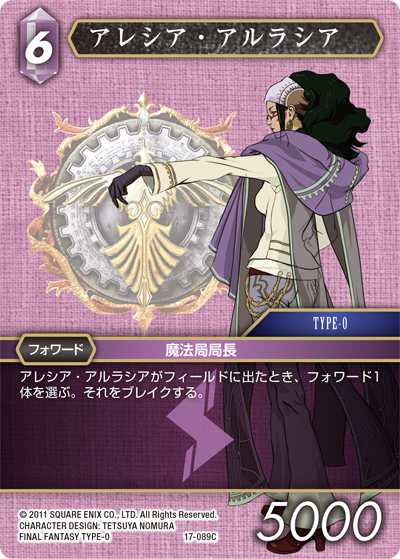 6
アレシア・アルラシア
TYPE-0
フォワード
魔法局局長
アレシア・アルラシアがフィールドに出たとき、フォワード1
体を選ぶ。それをブレイクする。
© 2011 SQUARE ENIX CO., LTD. All Rights Reserved.
CHARACTER DESIGN: TETSUYA NOMURA
FINAL FANTASY TYPE-0
17-089C
5000